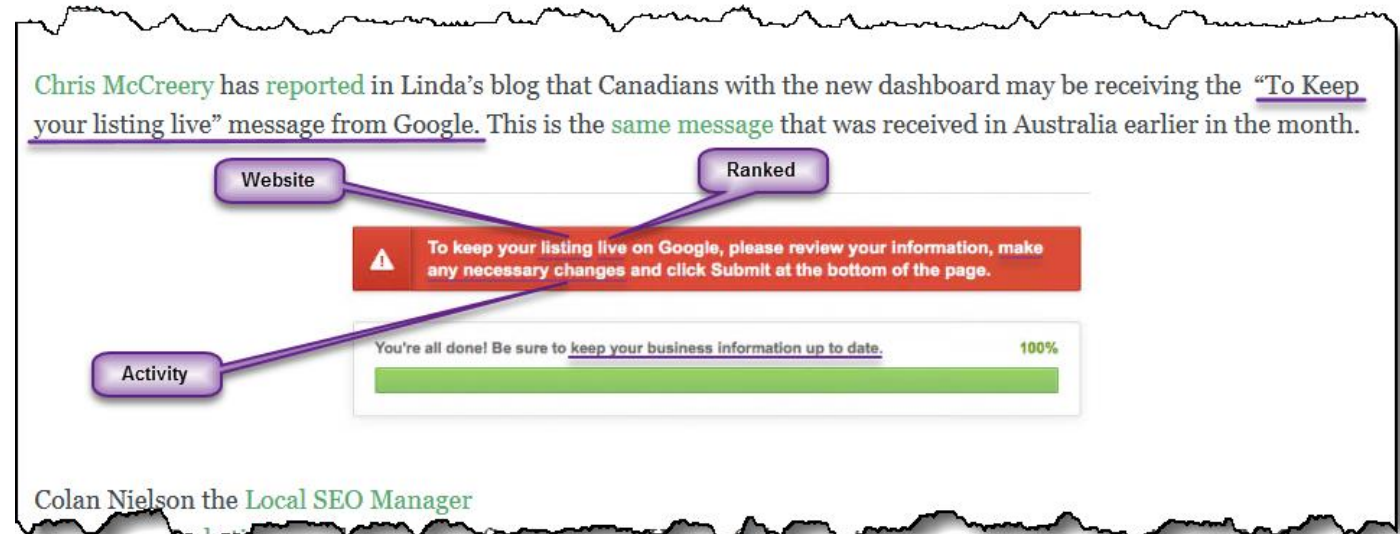 Chris McCreery has reported in Linda’s blog that Canadians with the new dashboard may be receiving the “To Keep
your listing live” message from Google. This is the same message that was received in Australia earlier in the month.
Website
Ranked
To keep your listing live on Google, please review your information, make
any necessary changes and click Submit at the bottom of the page.
You're all done! Be sure to keep your business information up to date. 100%
Activity
Colan Nielson the Local SEO Manager